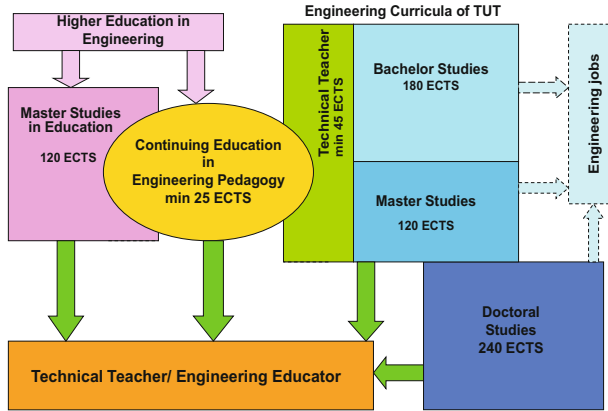 Higher Education in
Engineering
Engineering Curricula of TUT
Master Studies
in Education
120 ECTS
Continuing Education
in
Engineering Pedagogy
min 25 ECTS
Technical Teacher
min 45 ECTS
Bachelor Studies
180 ECTS
Master Studies
120 ECTS
Engineering jobs
Doctoral
Studies
240 ECTS
Technical Teacher/ Engineering Educator